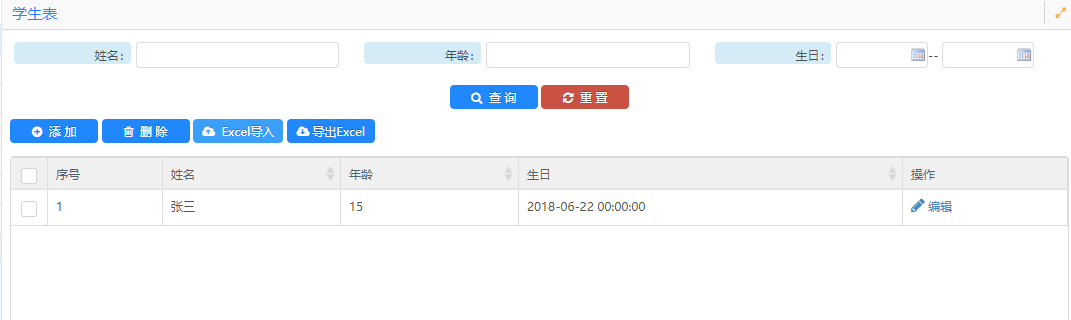 学生表
姓名： 年龄： 生日： --
查 询 重 置
添 加 删 除 Excel导入 导出Excel
序号 姓名 年龄 生日 操作
1 张三 15 2018-06-22 00:00:00 编辑